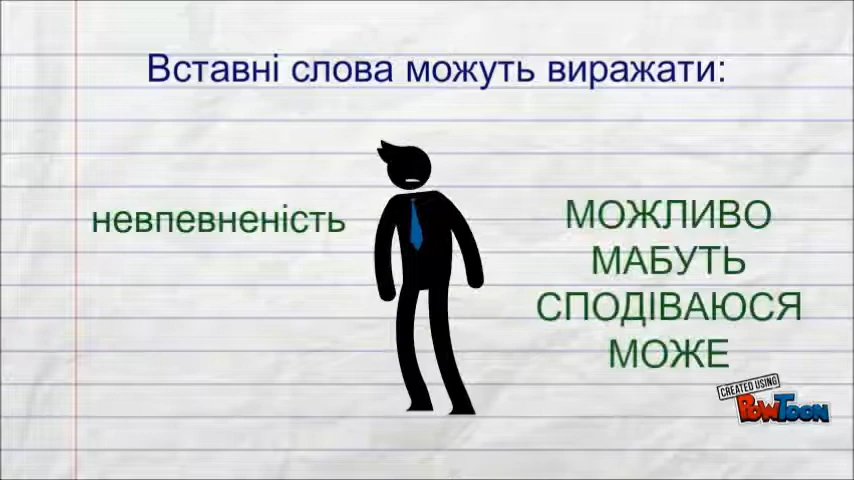 Вставні слова можуть виражати:
невпевненість
МОЖЛИВО
МАБУТЬ
СПОДІВАЮСЯ
МОЖЕ
CREATED USING
POWTOON